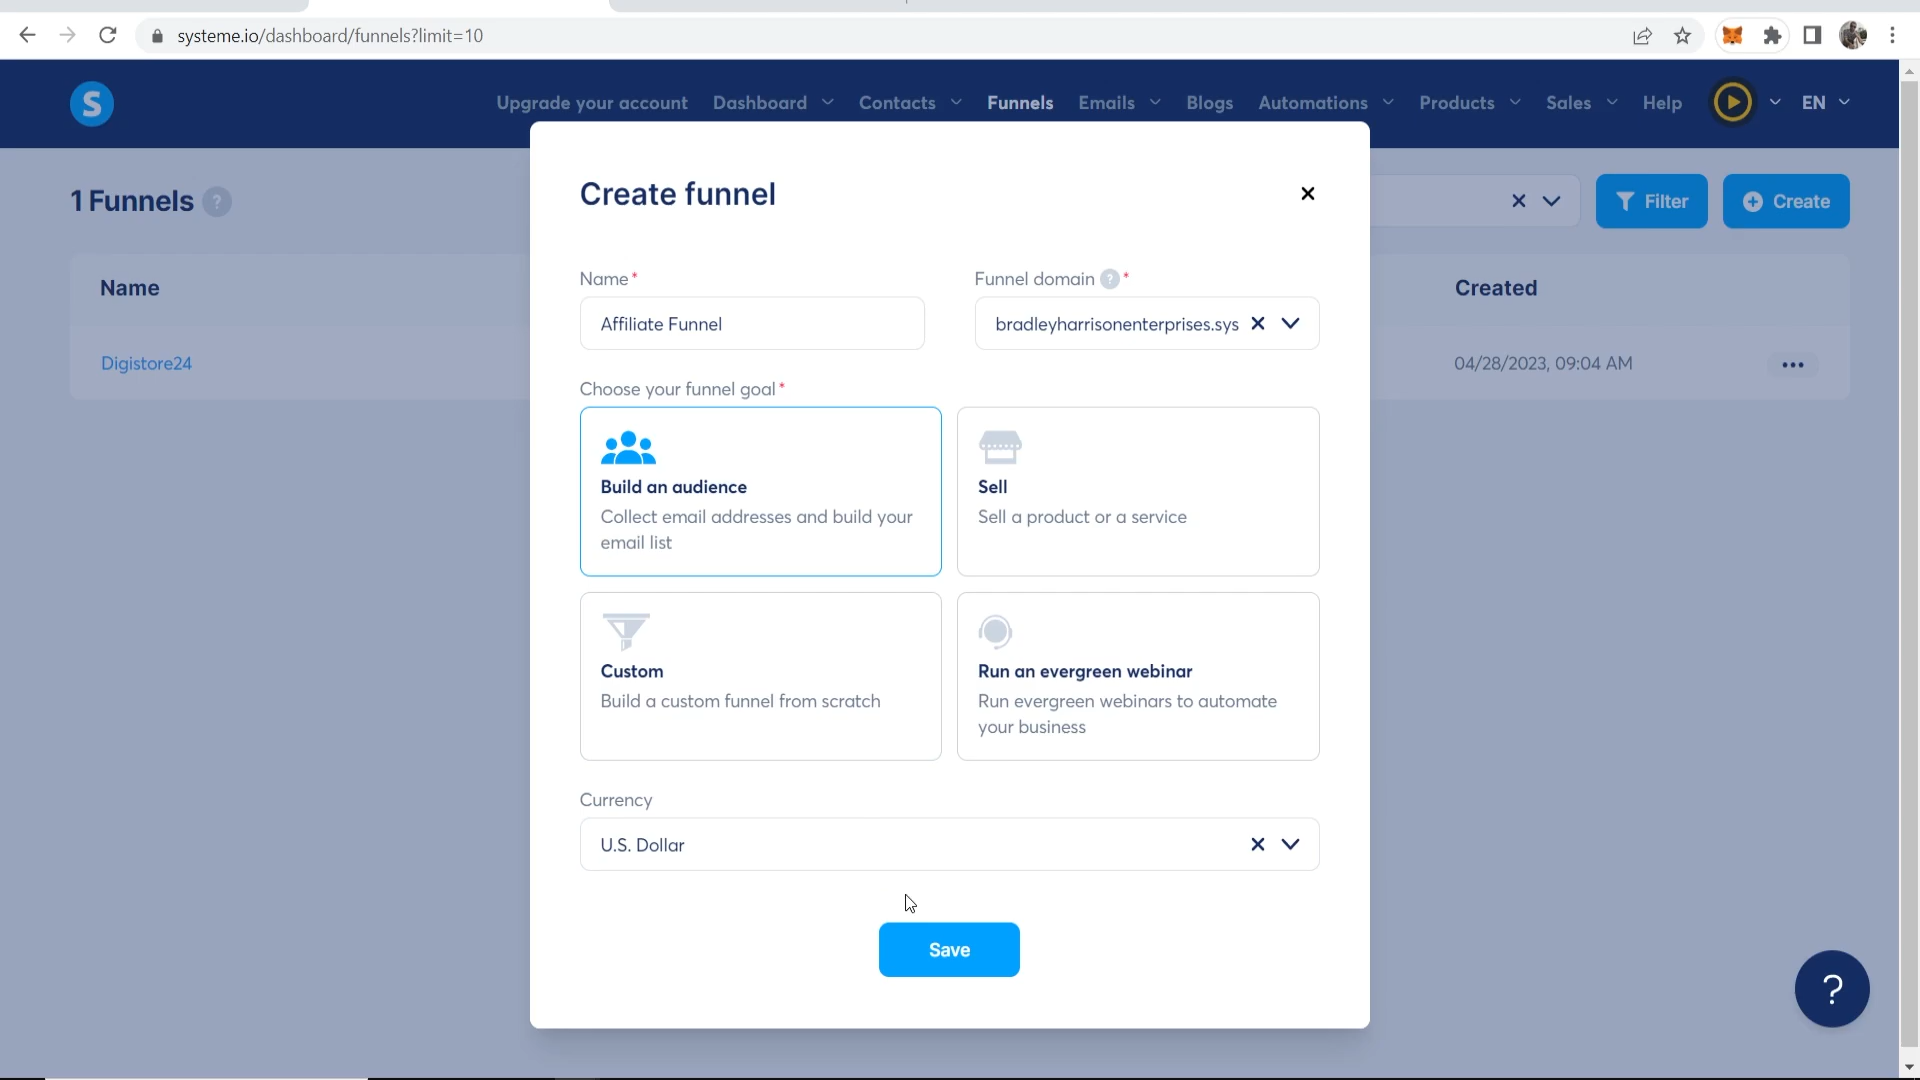 systeme.io/dashboard/funnels?limit=10
S
Upgrade your account
Dashboard
Contacts
Funnels
Emails
Blogs
Automations
Products
Sales
Help
EN
1 Funnels ?
Filter
Create
Name
Created
Digistore24
04/28/2023, 09:04 AM
Create funnel
Name*
Funnel domain ? *
Affiliate Funnel
bradleyharrisonenterprises.sys
Choose your funnel goal*
Build an audience
Collect email addresses and build your
email list
Sell
Sell a product or a service
Custom
Build a custom funnel from scratch
Run an evergreen webinar
Run evergreen webinars to automate
your business
Currency
U.S. Dollar
Save
?